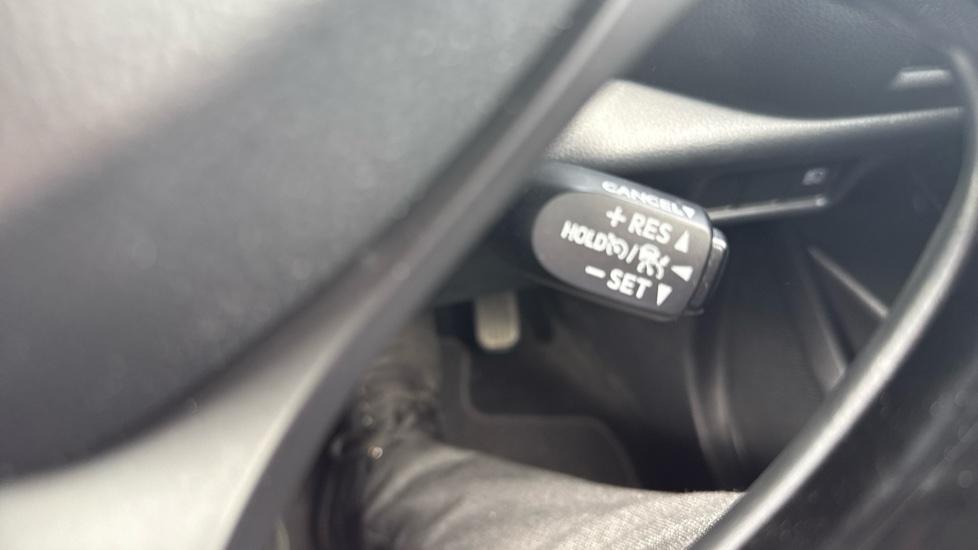 CANCEL▼
+ RES ▲
HOLD / ◀
− SET ▼